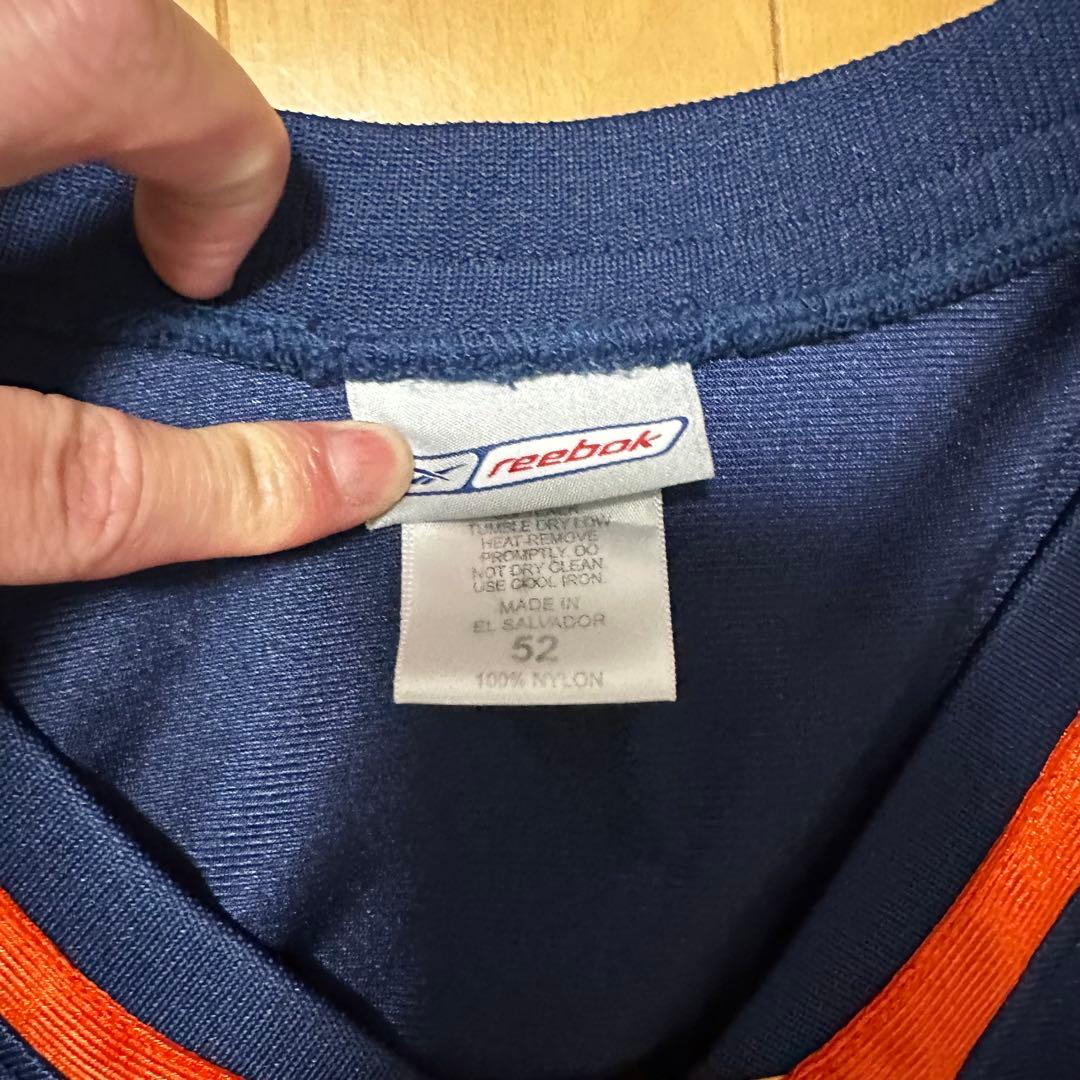 reebok
TUMBLE DRY LOW
HEAT-REMOVE
PROMPTLY. DO
NOT DRY CLEAN.
USE COOL IRON.
MADE IN
EL SALVADOR
52
100% NYLON